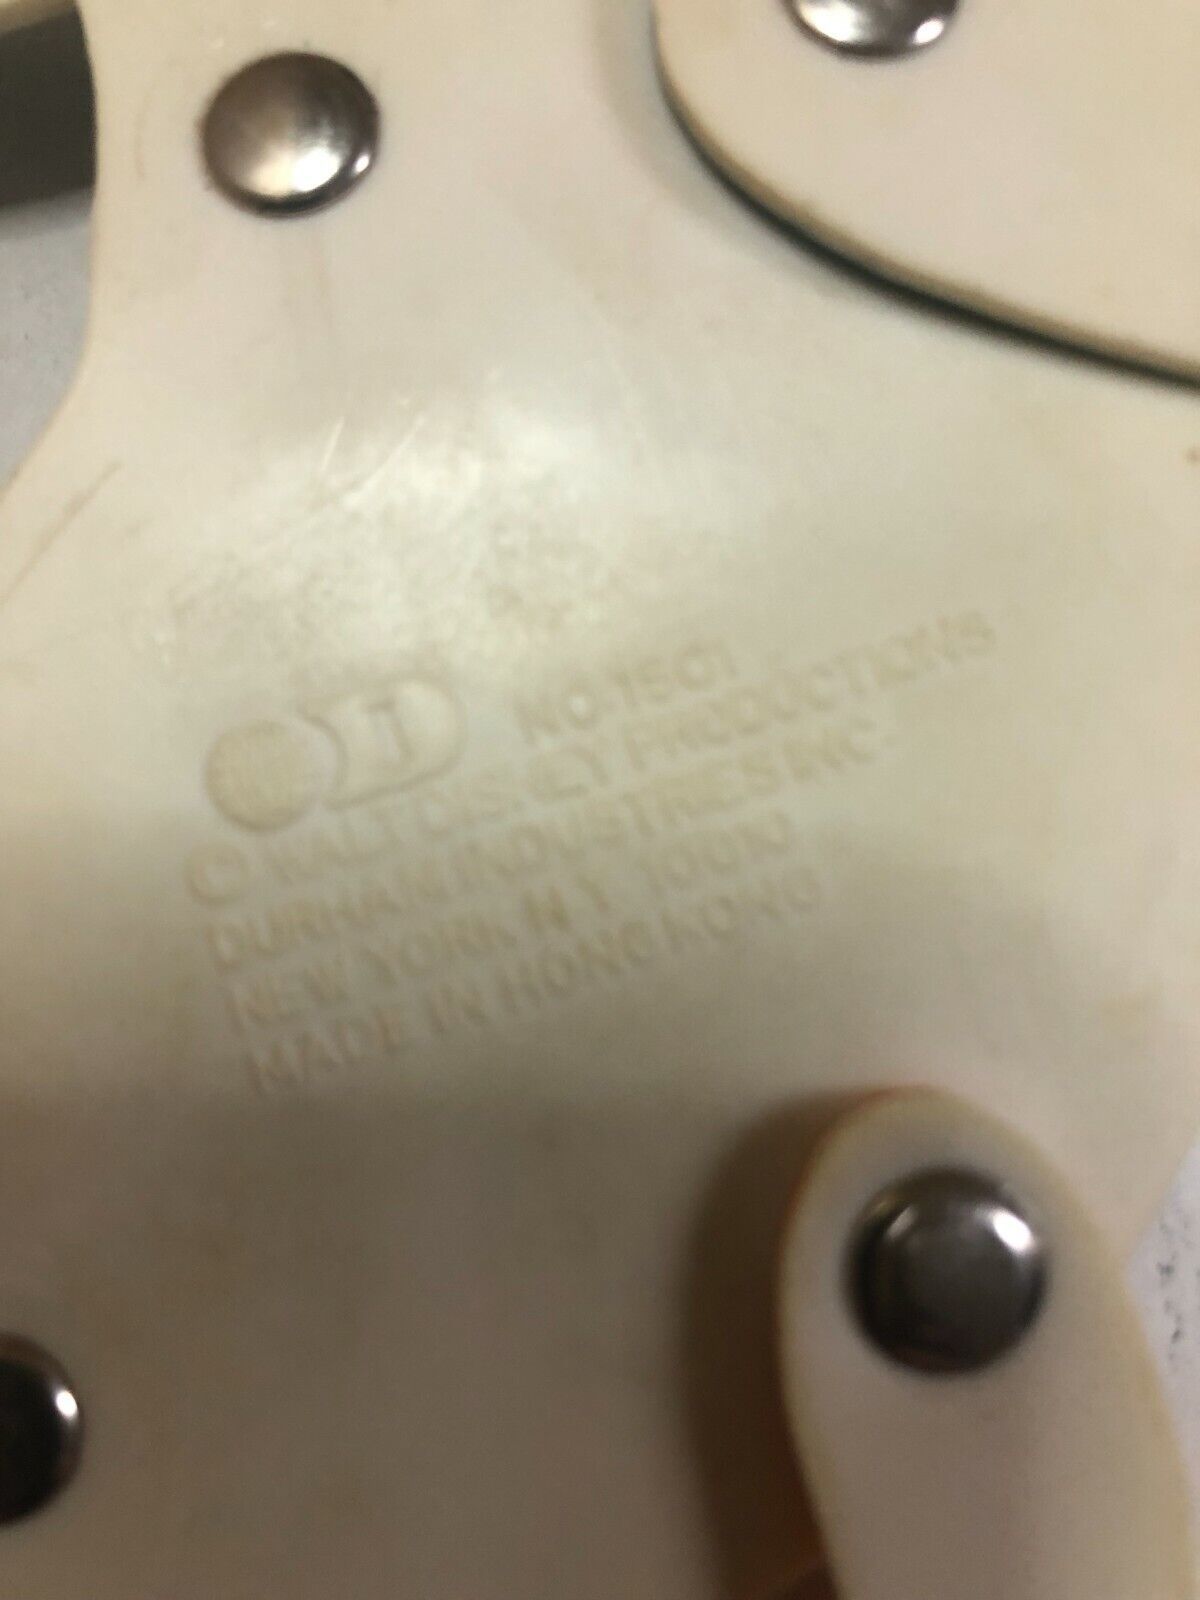 NO. 1501
© WALT DISNEY PRODUCTIONS
DURHAM INDUSTRIES INC.
NEW YORK N.Y. 10010
MADE IN HONG KONG